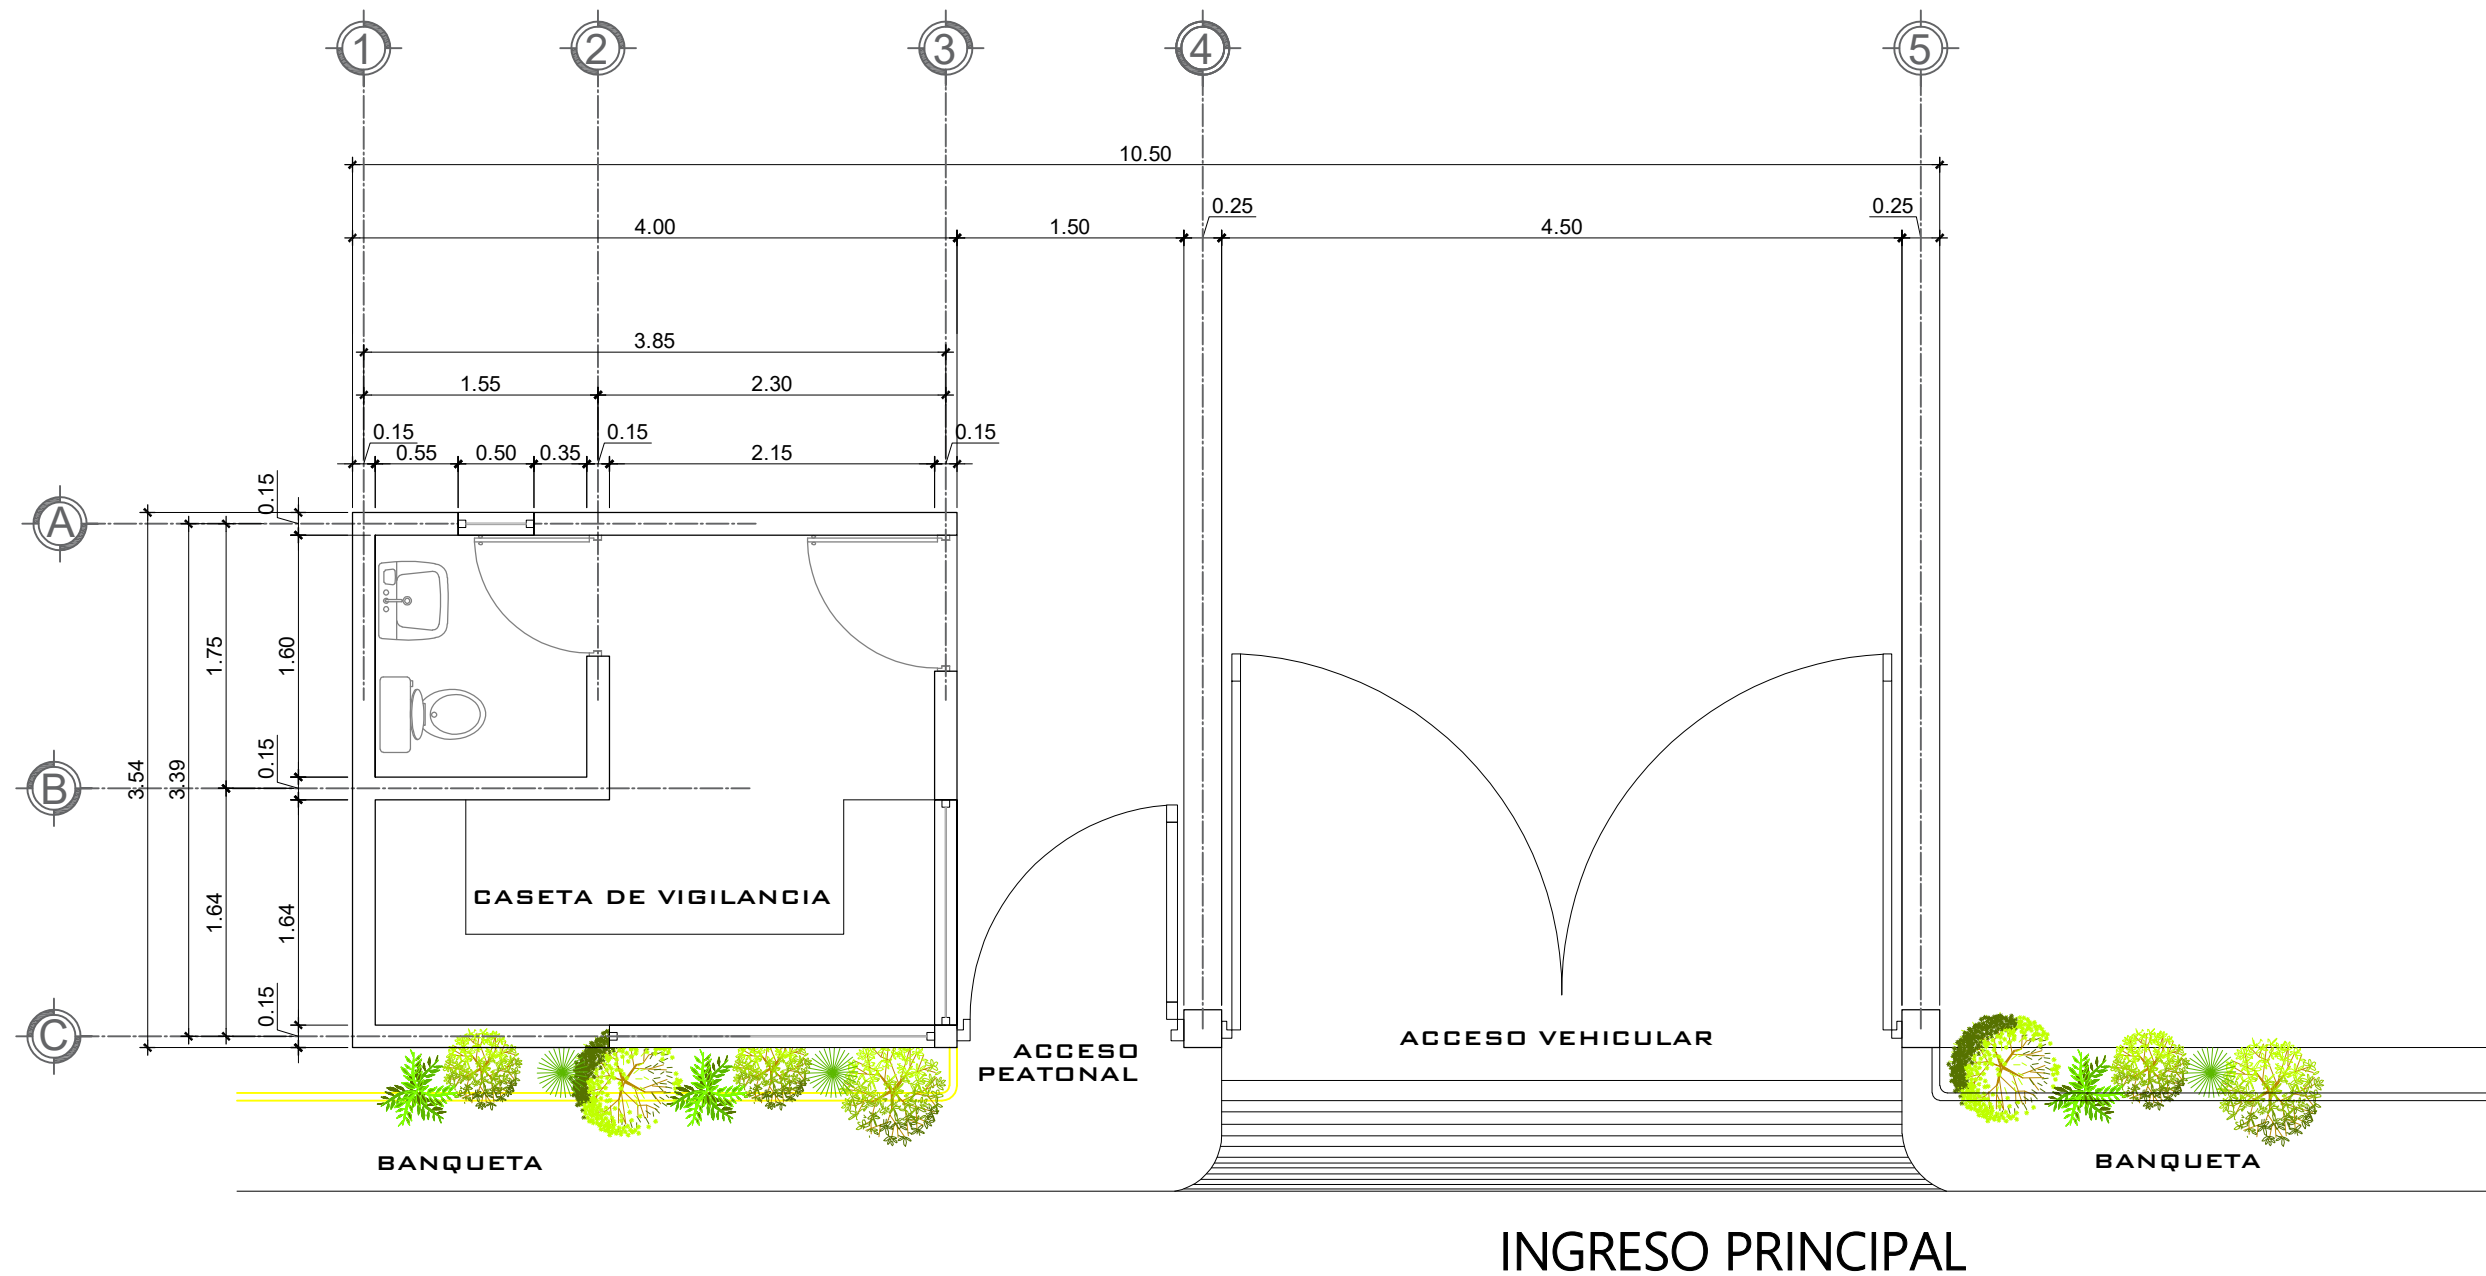 1 2 3 4 5
10.50
0.25 0.25
4.00 1.50 4.50
3.85
1.55 2.30
0.15 0.15 0.15
0.55 0.50 0.35 2.15
A
0.15
1.75
1.60
B
0.15
3.54
3.39
1.64
1.64
C
0.15
CASETA DE VIGILANCIA
ACCESO
PEATONAL
ACCESO VEHICULAR
BANQUETA
BANQUETA
INGRESO PRINCIPAL